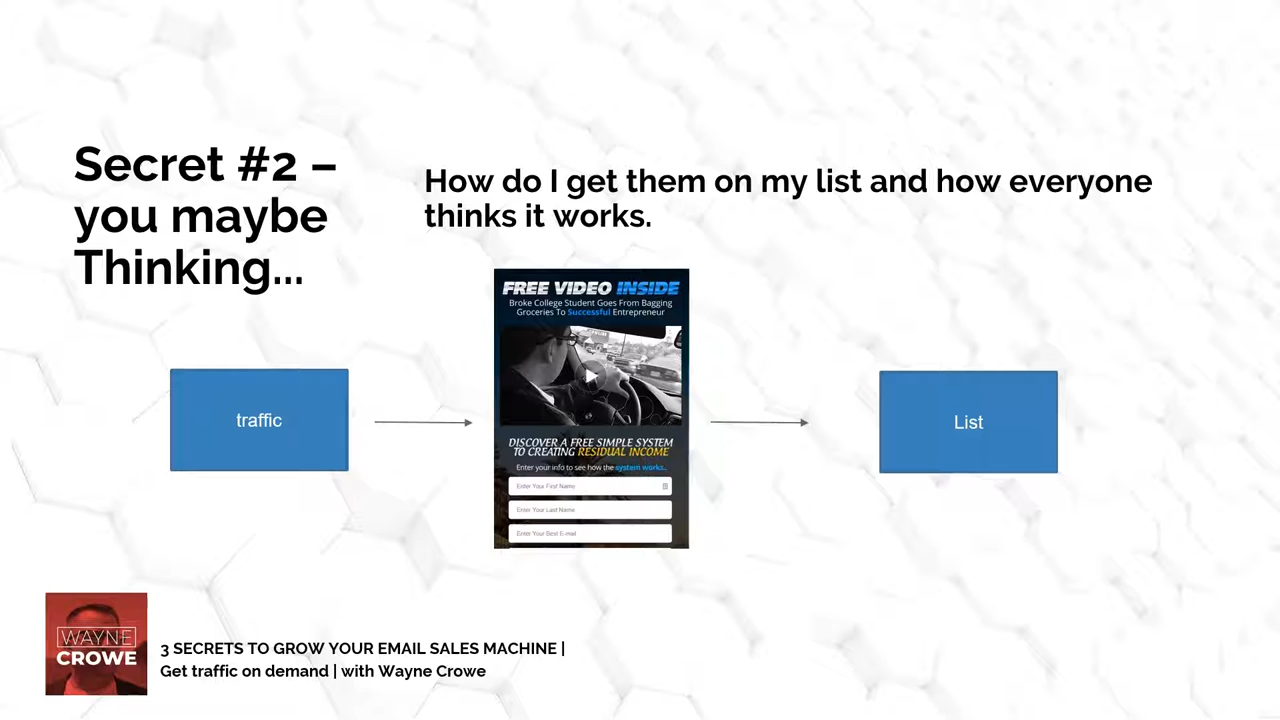 Secret #2 –
you maybe
Thinking...
How do I get them on my list and how everyone
thinks it works.
traffic
FREE VIDEO INSIDE
Broke College Student Goes From Bagging
Groceries To Successful Entrepreneur
DISCOVER A FREE SIMPLE SYSTEM
TO CREATING RESIDUAL INCOME
Enter your info to see how the system works..
Enter Your First Name
Enter Your Last Name
Enter Your Best E-mail
List
WAYNE
CROWE
3 SECRETS TO GROW YOUR EMAIL SALES MACHINE |
Get traffic on demand | with Wayne Crowe